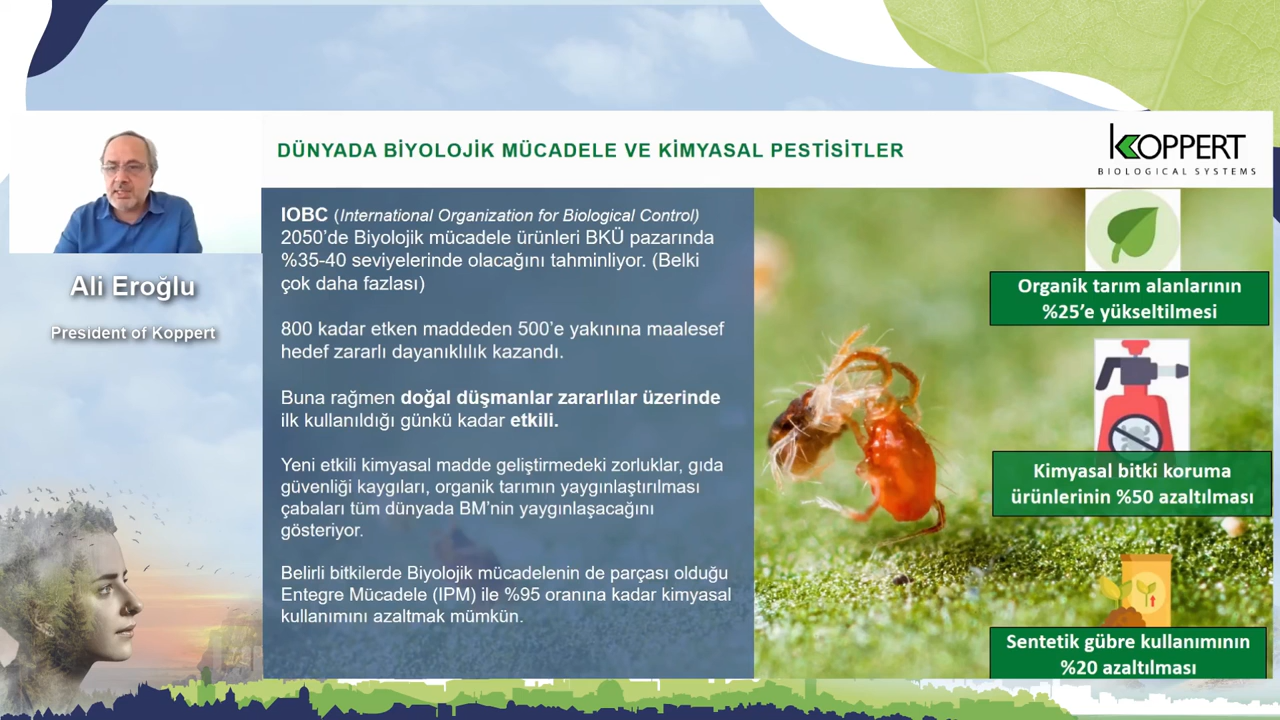 DÜNYADA BİYOLOJİK MÜCADELE VE KİMYASAL PESTİSİTLER
KOPPERT
BIOLOGICAL SYSTEMS
Ali Eroğlu
President of Koppert
IOBC (International Organization for Biological Control)
2050'de Biyolojik mücadele ürünleri BKÜ pazarında
%35-40 seviyelerinde olacağını tahminliyor. (Belki
çok daha fazlası)
800 kadar etken maddeden 500'e yakınına maalesef
hedef zararlı dayanıklılık kazandı.
Buna rağmen doğal düşmanlar zararlılar üzerinde
ilk kullanıldığı günkü kadar etkili.
Yeni etkili kimyasal madde geliştirmedeki zorluklar, gıda
güvenliği kaygıları, organik tarımın yaygınlaştırılması
çabaları tüm dünyada BM'nin yaygınlaşacağını
gösteriyor.
Belirli bitkilerde Biyolojik mücadelenin de parçası olduğu
Entegre Mücadele (IPM) ile %95 oranına kadar kimyasal
kullanımını azaltmak mümkün.
Organik tarım alanlarının
%25'e yükseltilmesi
Kimyasal bitki koruma
ürünlerinin %50 azaltılması
Sentetik gübre kullanımının
%20 azaltılması